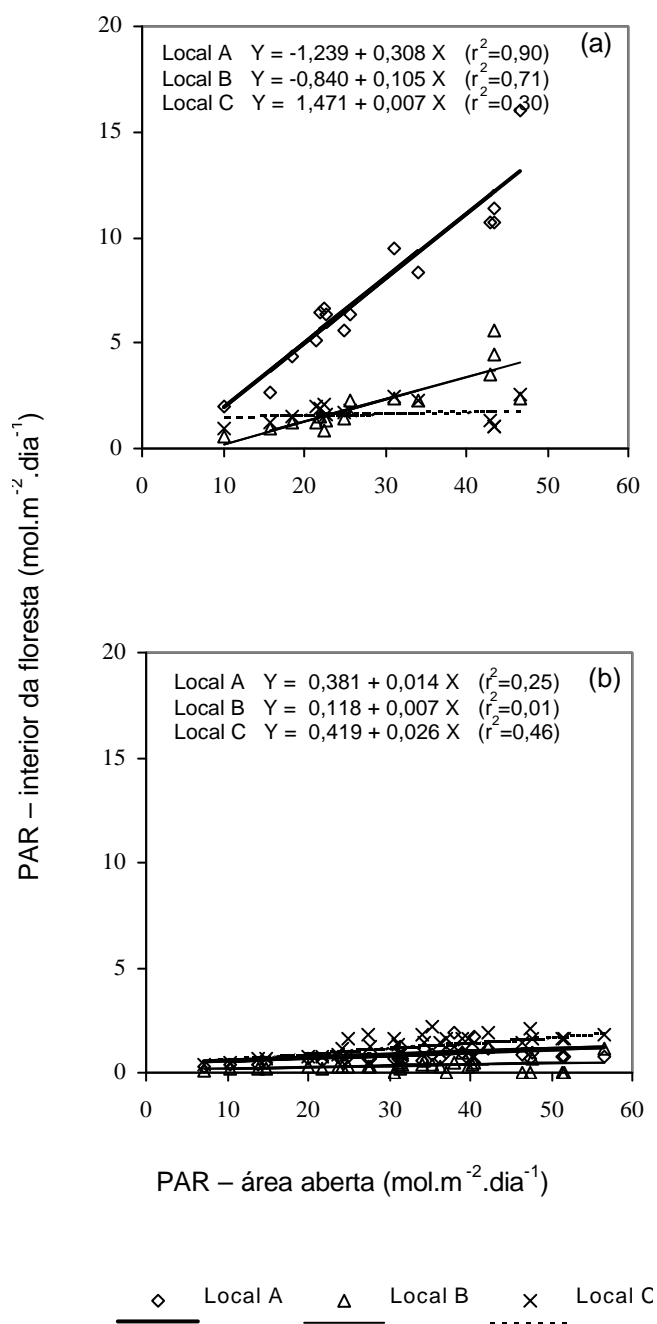 20
(a)
Local A Y = -1,239 + 0,308 X (r²=0,90)
Local B Y = -0,840 + 0,105 X (r²=0,71)
Local C Y = 1,471 + 0,007 X (r²=0,30)
15
10
5
0
0 10 20 30 40 50 60
PAR – interior da floresta (mol.m⁻².dia⁻¹)
20
(b)
Local A Y = 0,381 + 0,014 X (r²=0,25)
Local B Y = 0,118 + 0,007 X (r²=0,01)
Local C Y = 0,419 + 0,026 X (r²=0,46)
15
10
5
0
0 10 20 30 40 50 60
PAR – área aberta (mol.m⁻².dia⁻¹)
Local A Local B Local C